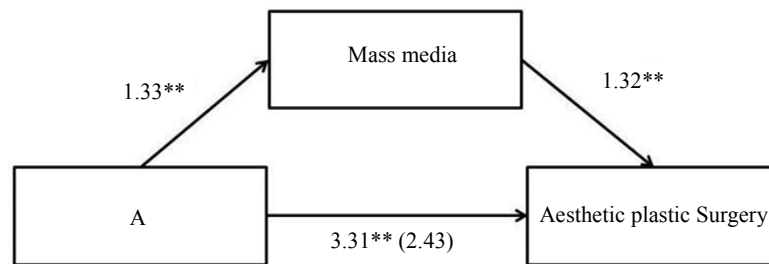 Mass media
1.33**
1.32**
A
Aesthetic plastic Surgery
3.31** (2.43)